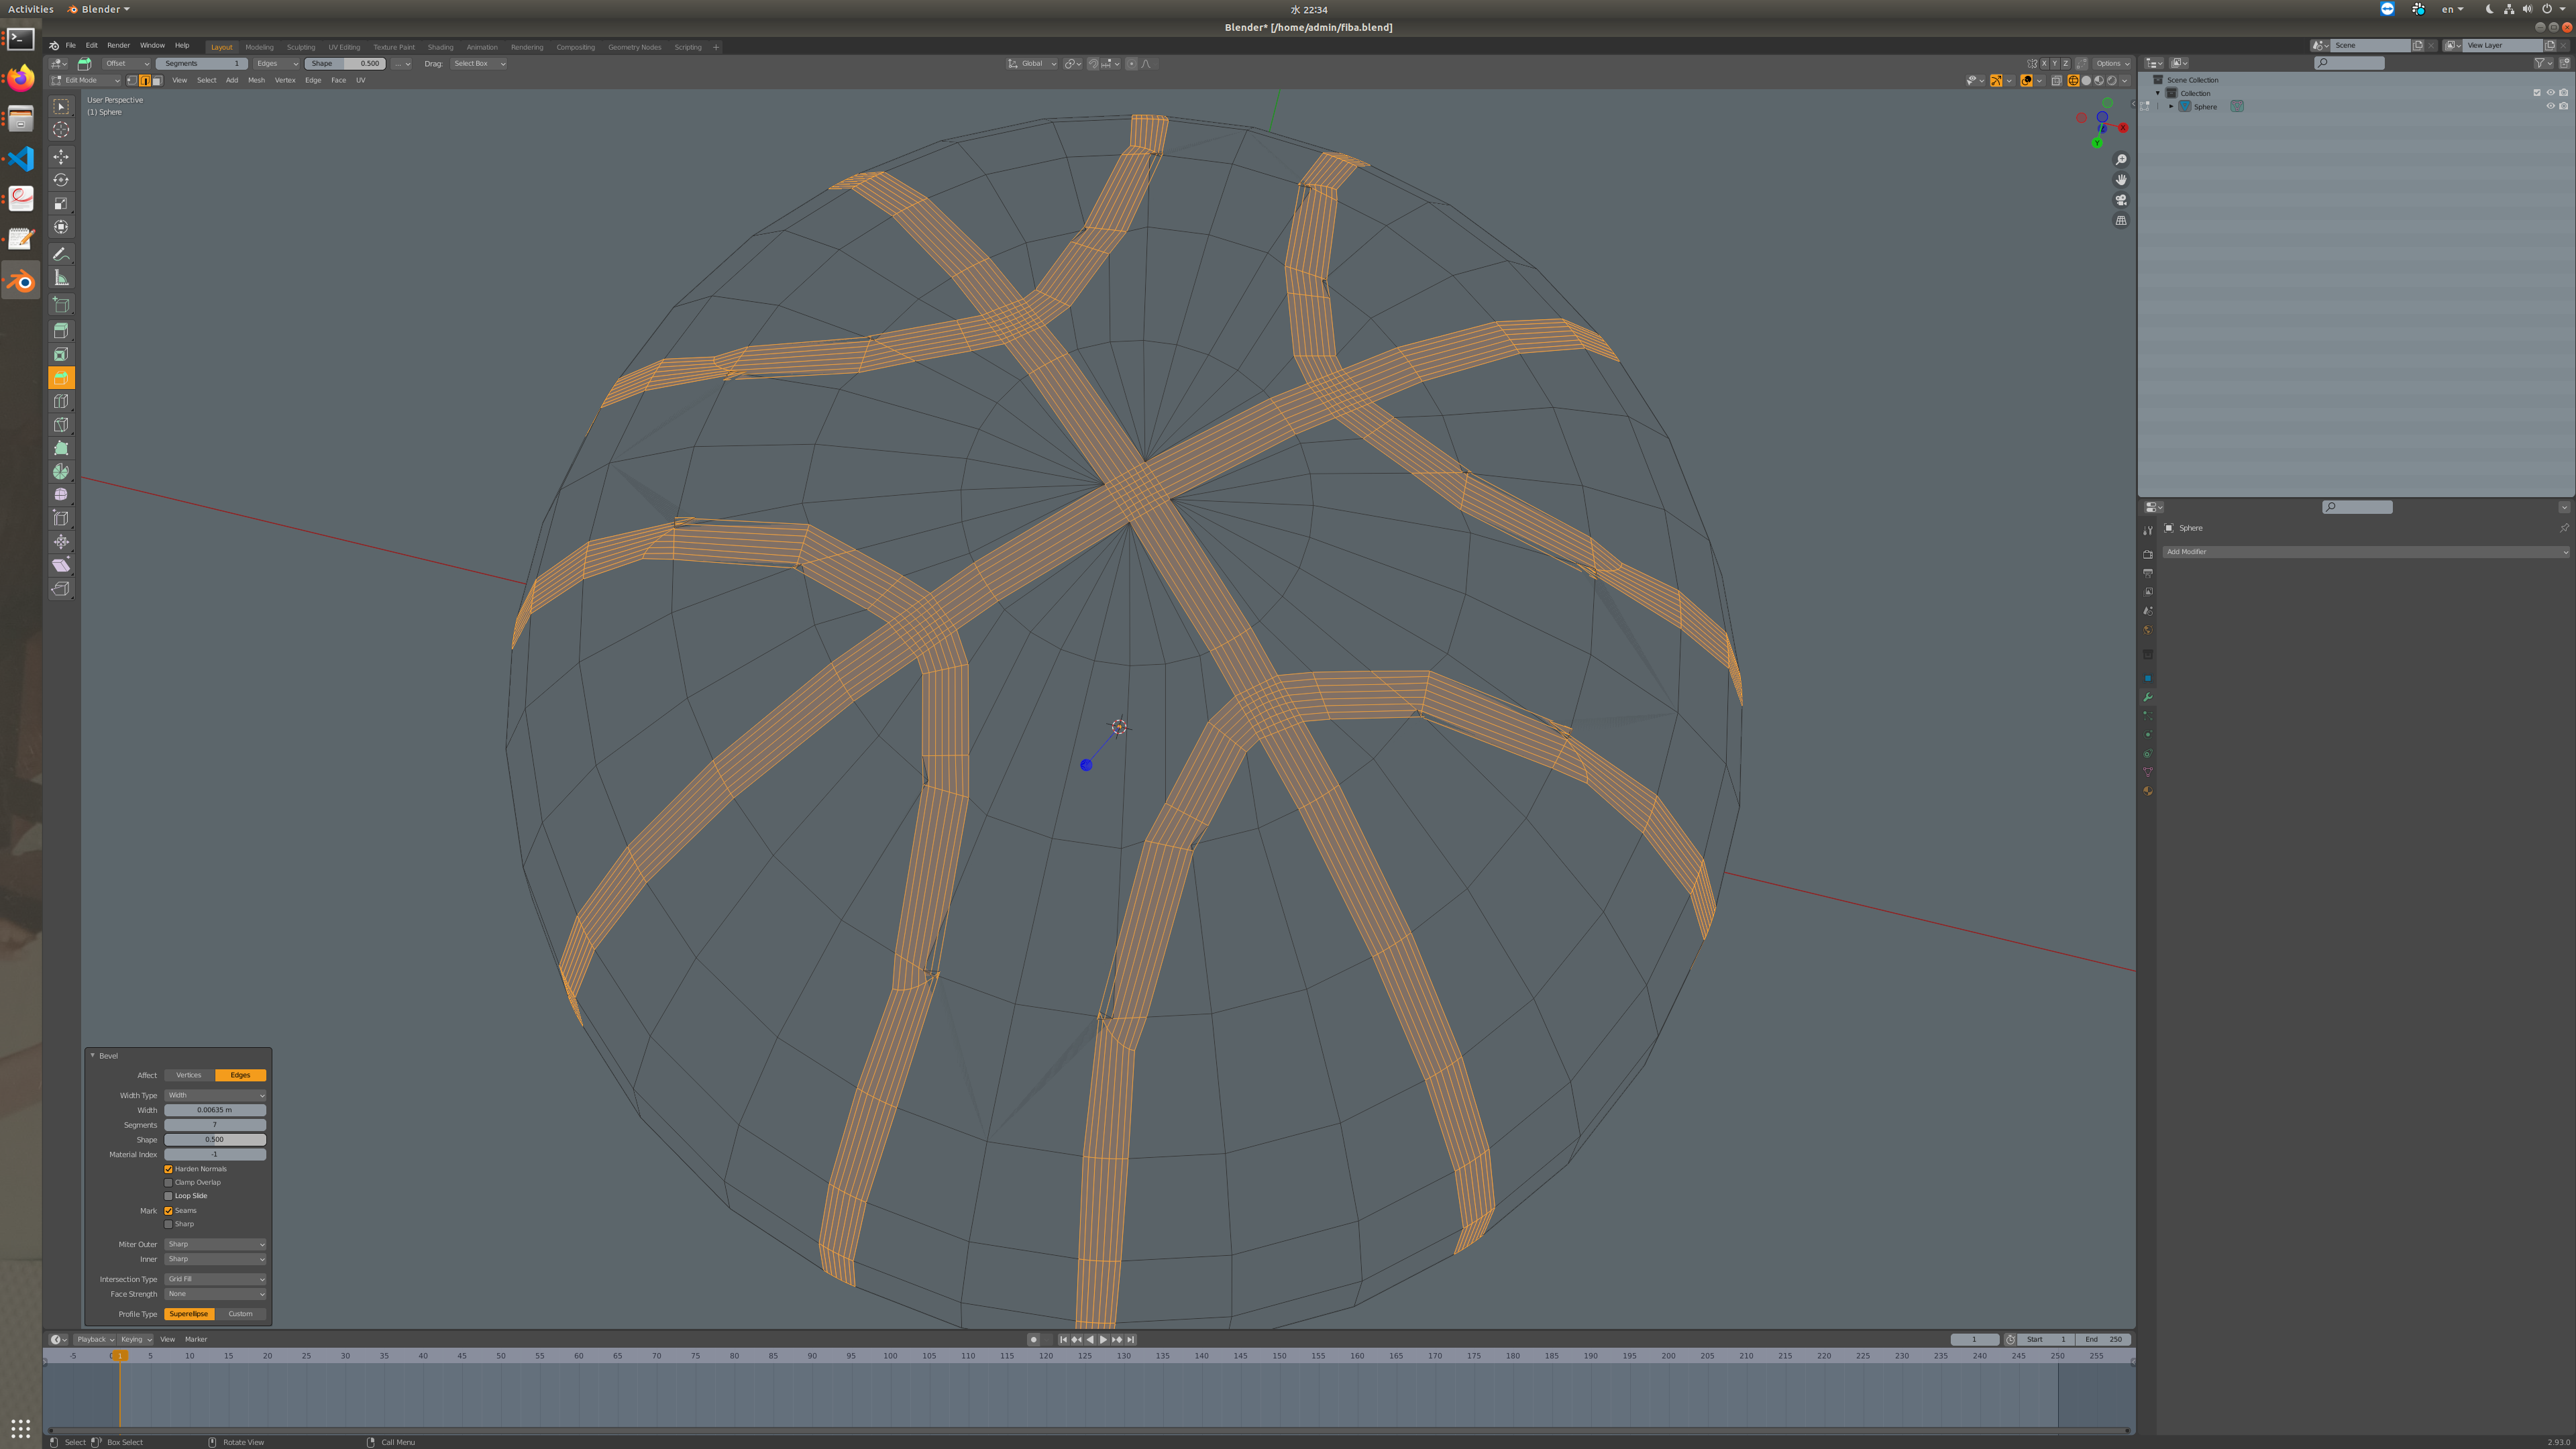 Activities Blender 水 22:34 en
Blender* [/home/admin/fiba.blend]
File Edit Render Window Help Layout Modeling Sculpting UV Editing Texture Paint Shading Animation Rendering Compositing Geometry Nodes Scripting + Scene View Layer
Offset Segments 1 Edges Shape 0.500 ... Drag: Select Box Global X Y Z Options
Edit Mode View Select Add Mesh Vertex Edge Face UV
User Perspective
(1) Sphere
X
Y
Scene Collection
Collection
Sphere
Sphere
Add Modifier
Bevel
Affect Vertices Edges
Width Type Width
Width 0.00635 m
Segments 7
Shape 0.500
Material Index -1
Harden Normals
Clamp Overlap
Loop Slide
Mark Seams
Sharp
Miter Outer Sharp
Inner Sharp
Intersection Type Grid Fill
Face Strength None
Profile Type Superellipse Custom
Playback Keying View Marker 1 Start 1 End 250
-5 0 1 5 10 15 20 25 30 35 40 45 50 55 60 65 70 75 80 85 90 95 100 105 110 115 120 125 130 135 140 145 150 155 160 165 170 175 180 185 190 195 200 205 210 215 220 225 230 235 240 245 250 255
Select Box Select Rotate View Call Menu 2.93.0